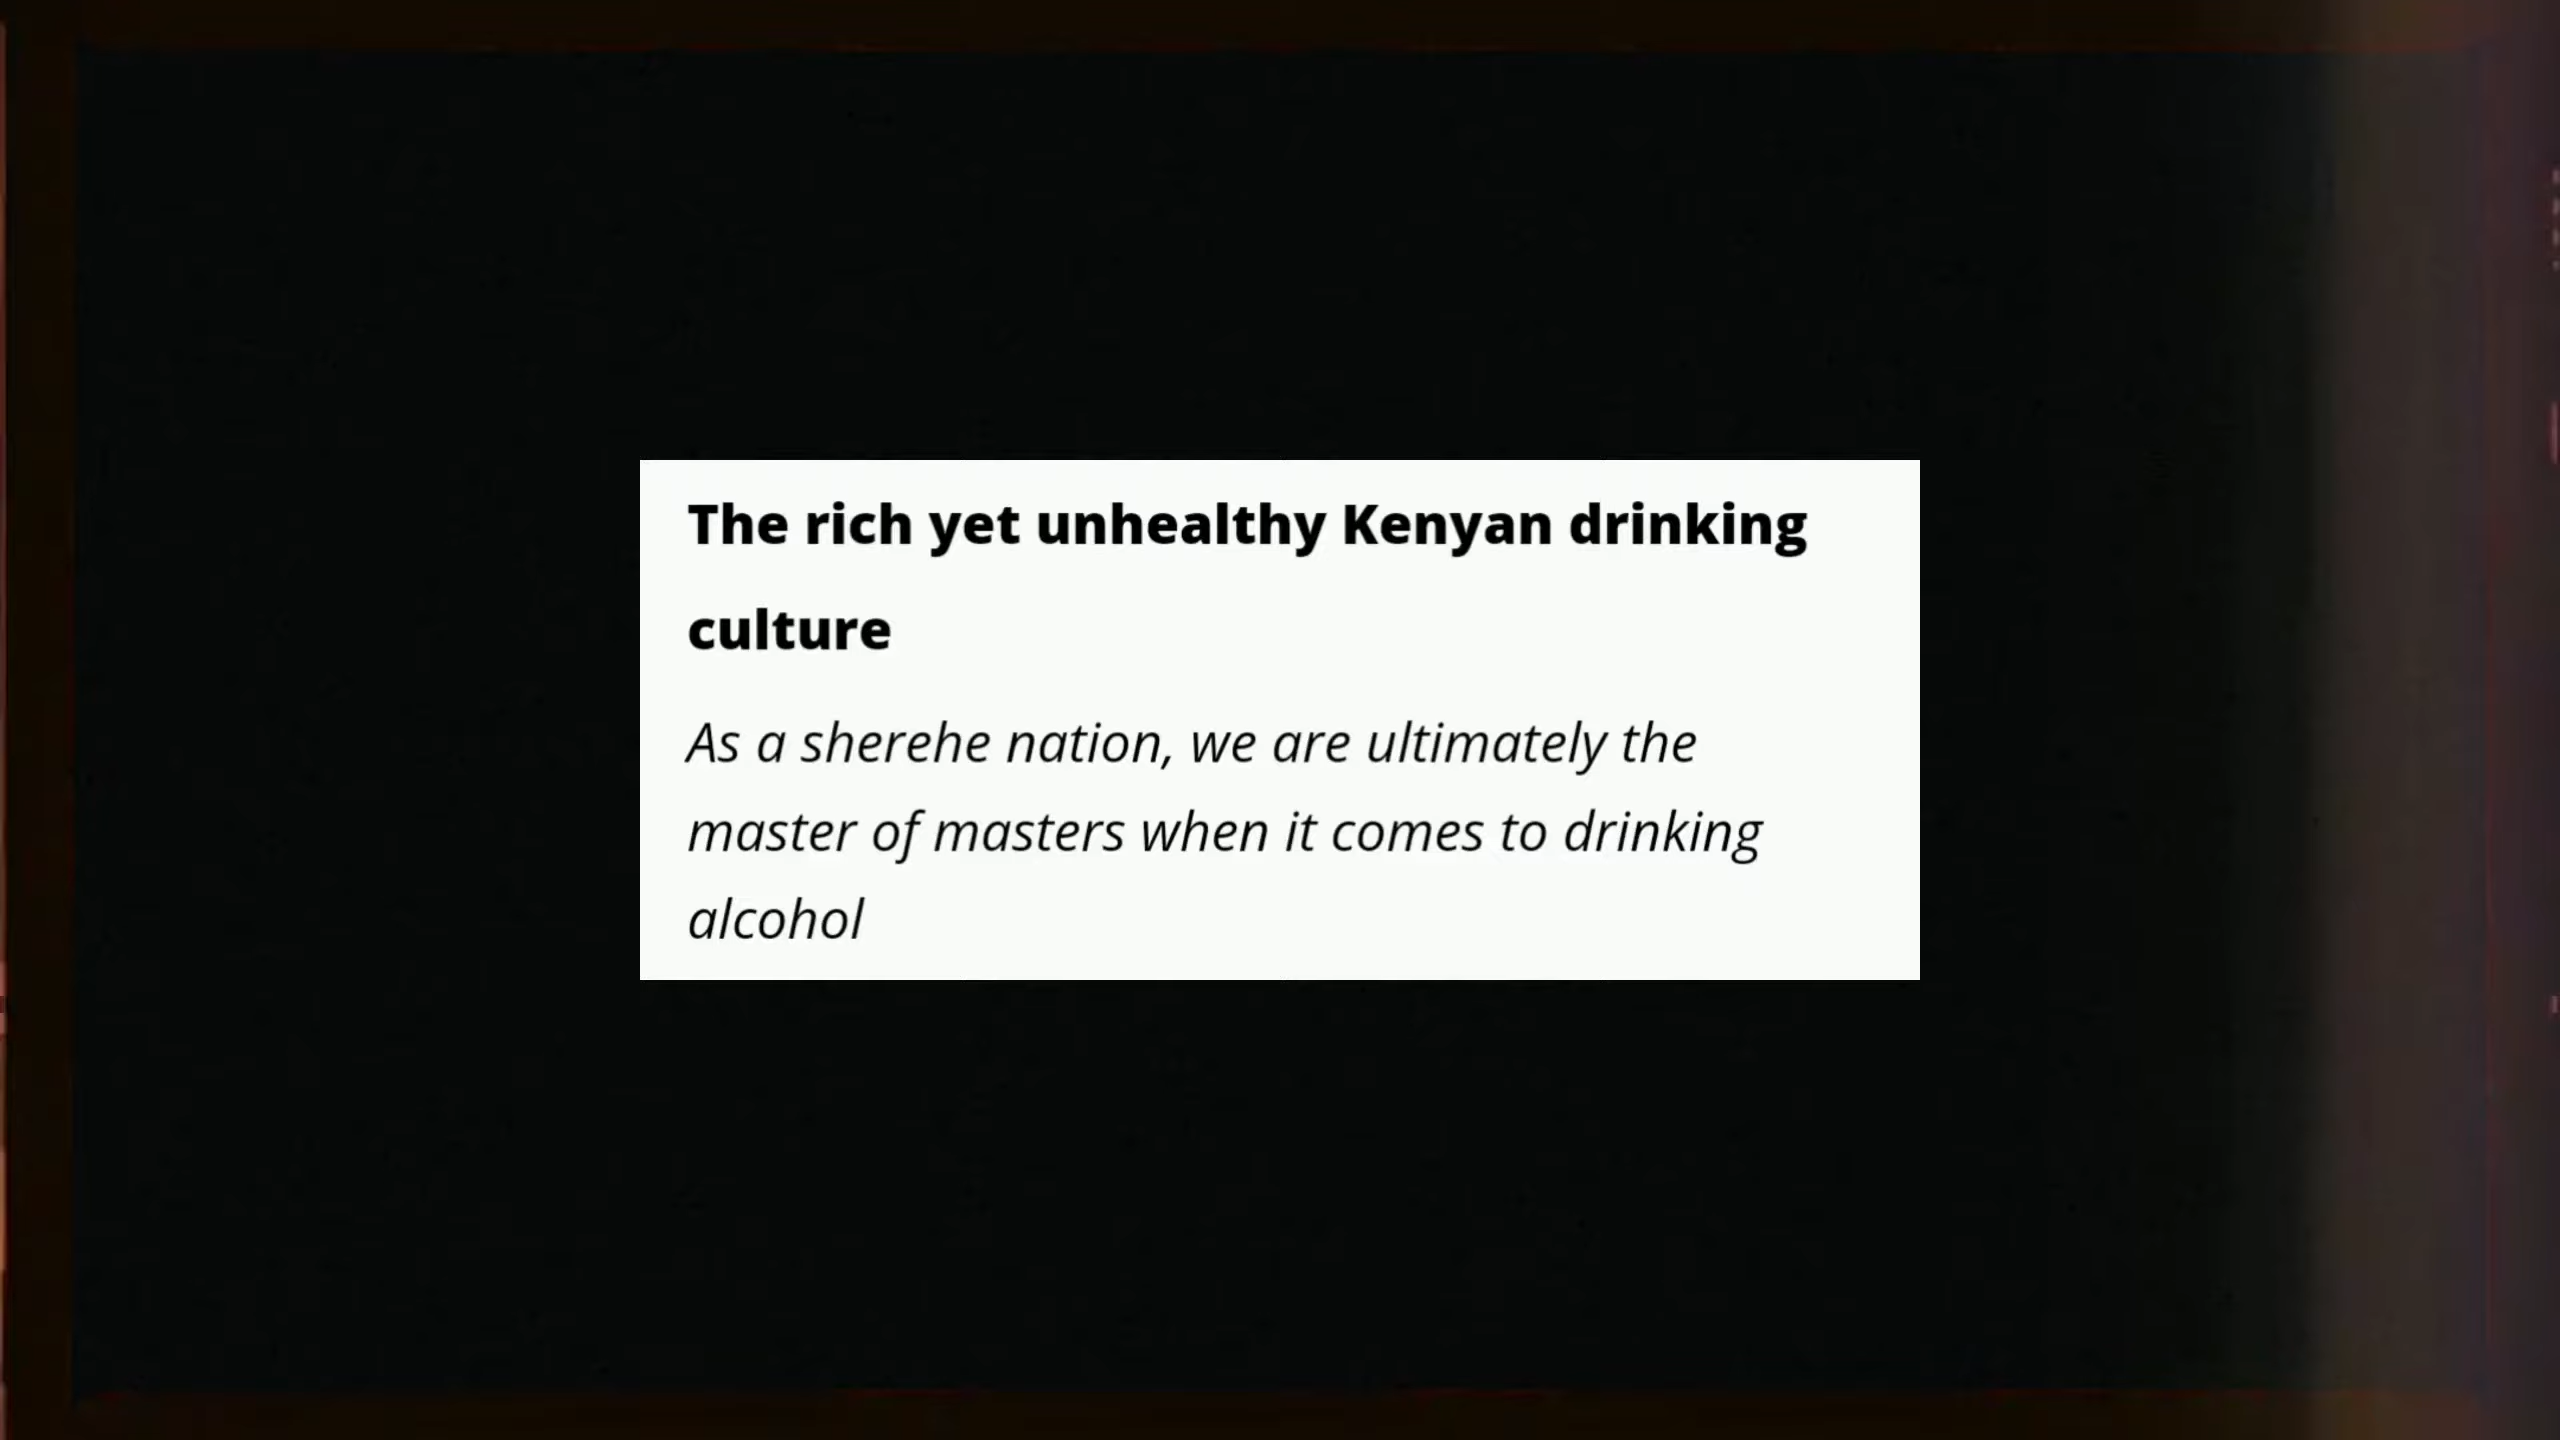 The rich yet unhealthy Kenyan drinking
culture
As a sherehe nation, we are ultimately the
master of masters when it comes to drinking
alcohol